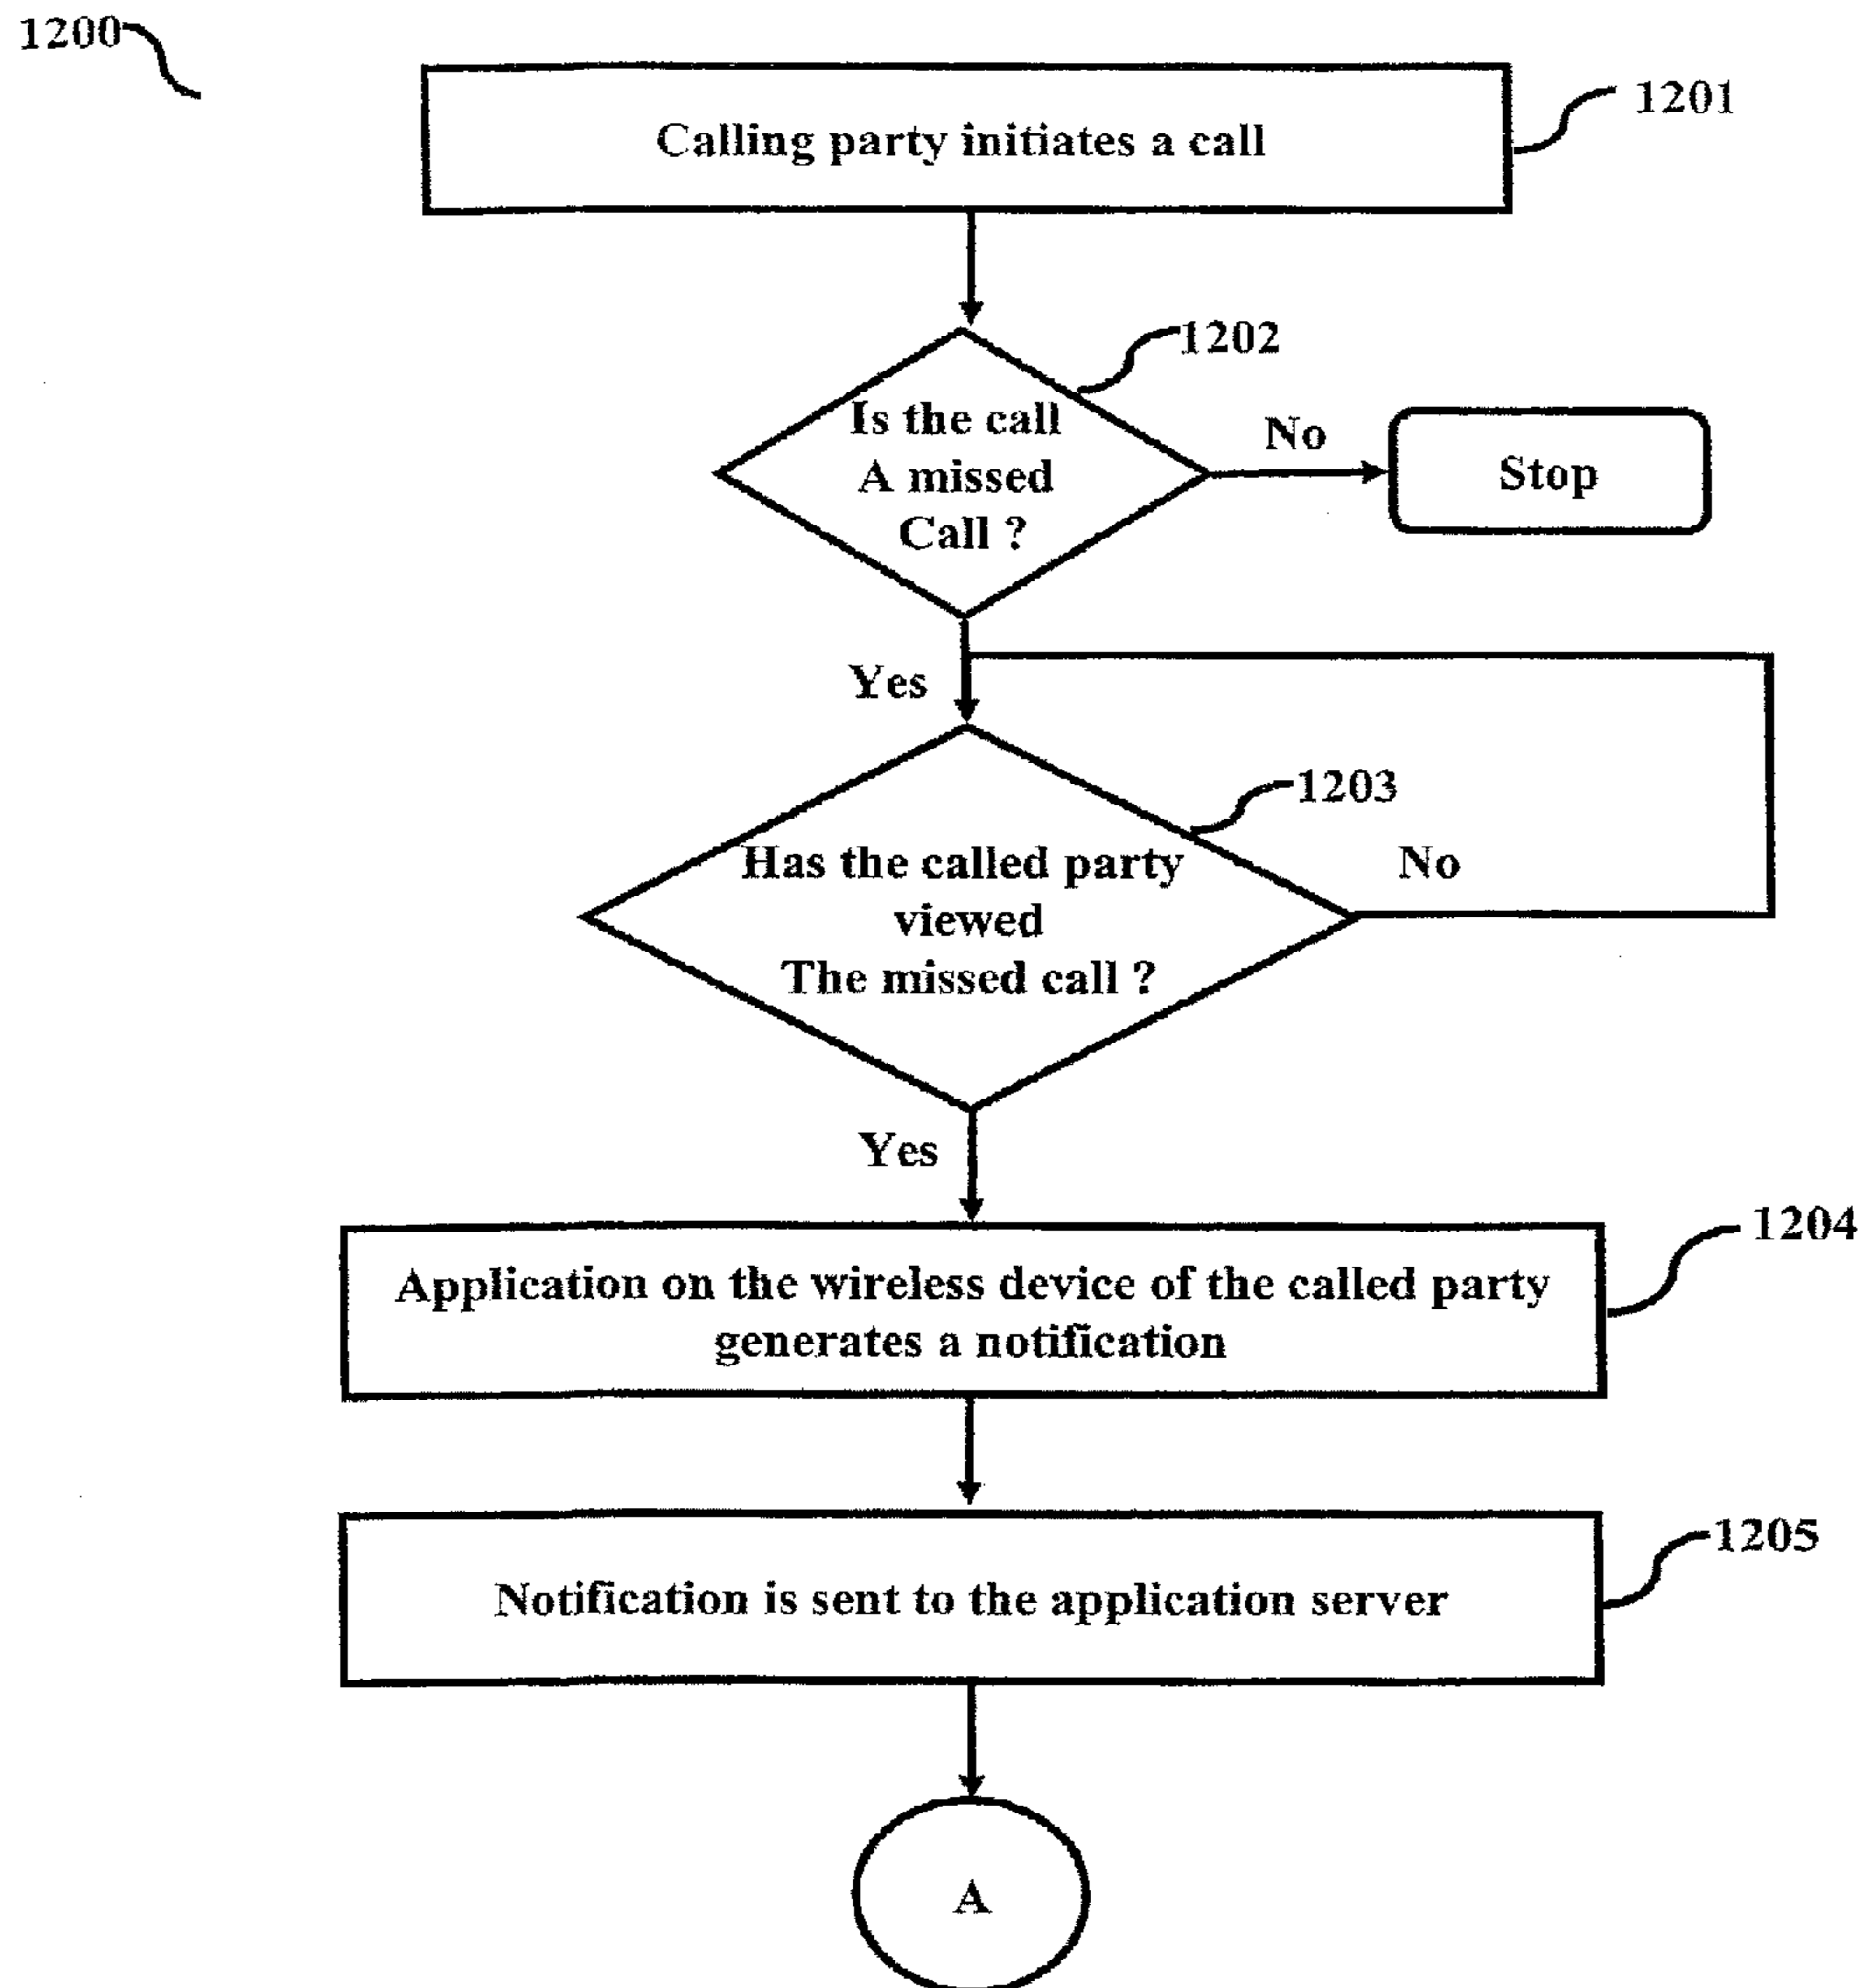 1200
Calling party initiates a call
1201
1202
Is the call
A missed
Call ?
No
Stop
Yes
1203
Has the called party
viewed
The missed call ?
No
Yes
1204
Application on the wireless device of the called party
generates a notification
1205
Notification is sent to the application server
A